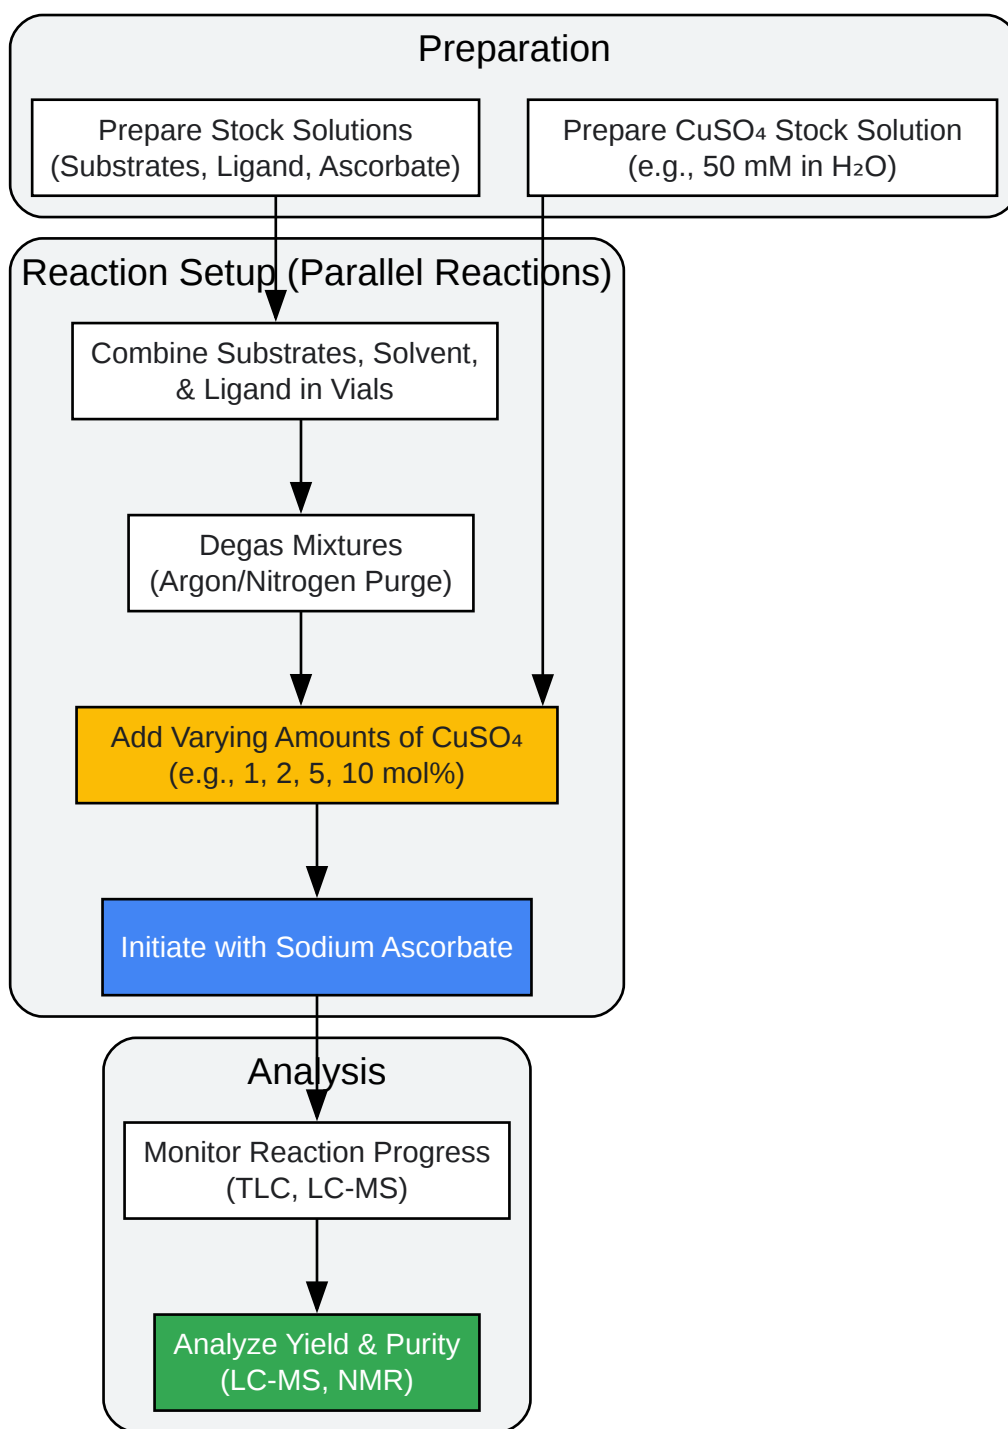 Preparation
Prepare Stock Solutions
(Substrates, Ligand, Ascorbate)
Prepare CuSO₄ Stock Solution
(e.g., 50 mM in H₂O)
Reaction Setup (Parallel Reactions)
Combine Substrates, Solvent,
& Ligand in Vials
Degas Mixtures
(Argon/Nitrogen Purge)
Add Varying Amounts of CuSO₄
(e.g., 1, 2, 5, 10 mol%)
Initiate with Sodium Ascorbate
Analysis
Monitor Reaction Progress
(TLC, LC-MS)
Analyze Yield & Purity
(LC-MS, NMR)